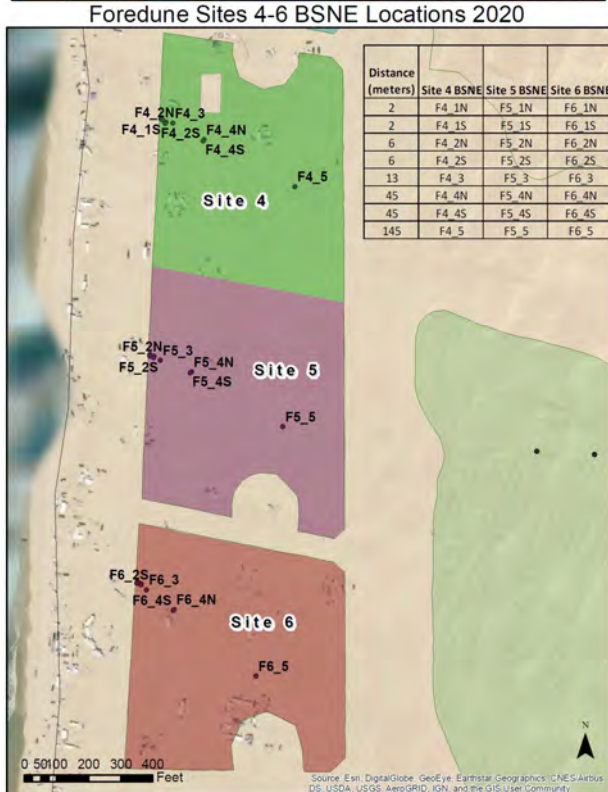 Foredune Sites 4-6 BSNE Locations 2020
Distance (meters) Site 4 BSNE Site 5 BSNE Site 6 BSNE
2 F4_1N F5_1N F6_1N
2 F4_1S F5_1S F6_1S
6 F4_2N F5_2N F6_2N
6 F4_2S F5_2S F6_2S
13 F4_3 F5_3 F6_3
45 F4_4N F5_4N F6_4N
45 F4_4S F5_4S F6_4S
145 F4_5 F5_5 F6_5
F4_2N F4_3
F4_1S F4_2S F4_4N
F4_4S
F4_5
Site 4
F5_2N F5_3
F5_2S F5_4N
F5_4S
Site 5
F5_5
F6_2S F6_3
F6_4S F6_4N
Site 6
F6_5
N
0 50 100 200 300 400
Feet
Source: Esri, DigitalGlobe, GeoEye, Earthstar Geographics, CNES/Airbus
DS, USDA, USGS, AeroGRID, IGN, and the GIS User Community